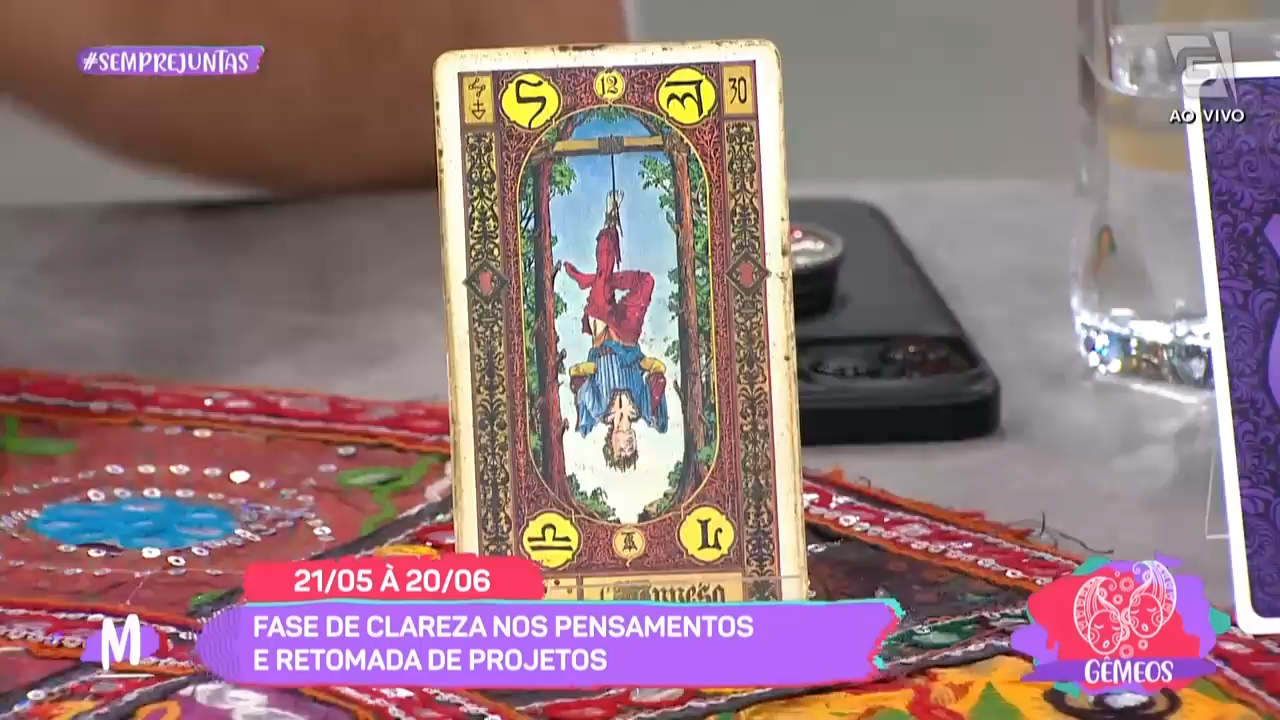 #SEMPREJUNTAS
G
AO VIVO
12
30
L
21/05 À 20/06
FASE DE CLAREZA NOS PENSAMENTOS
E RETOMADA DE PROJETOS
M
GÊMEOS